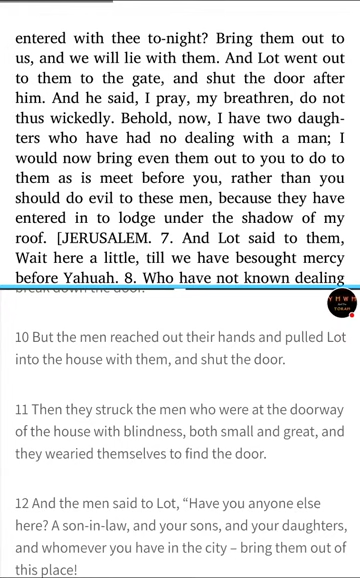 entered with thee to-night? Bring them out to
us, and we will lie with them. And Lot went out
to them to the gate, and shut the door after
him. And he said, I pray, my breathren, do not
thus wickedly. Behold, now, I have two daugh-
ters who have had no dealing with a man; I
would now bring even them out to you to do to
them as is meet before you, rather than you
should do evil to these men, because they have
entered in to lodge under the shadow of my
roof. [JERUSALEM. 7. And Lot said to them,
Wait here a little, till we have besought mercy
before Yahuah. 8. Who have not known dealing
break down the door.
10 But the men reached out their hands and pulled Lot
into the house with them, and shut the door.
11 Then they struck the men who were at the doorway
of the house with blindness, both small and great, and
they wearied themselves to find the door.
12 And the men said to Lot, “Have you anyone else
here? A son-in-law, and your sons, and your daughters,
and whomever you have in the city – bring them out of
this place!